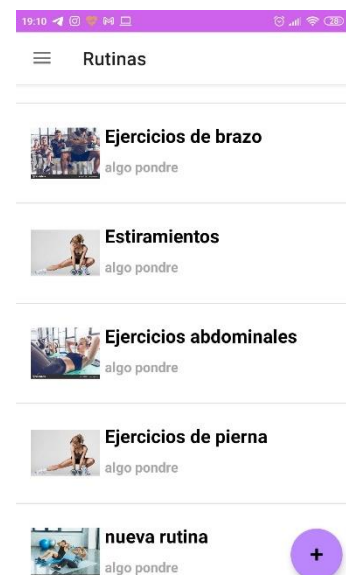 19:10
28
Rutinas
Ejercicios de brazo
algo pondre
Estiramientos
algo pondre
Ejercicios abdominales
algo pondre
Ejercicios de pierna
algo pondre
nueva rutina
algo pondre
+